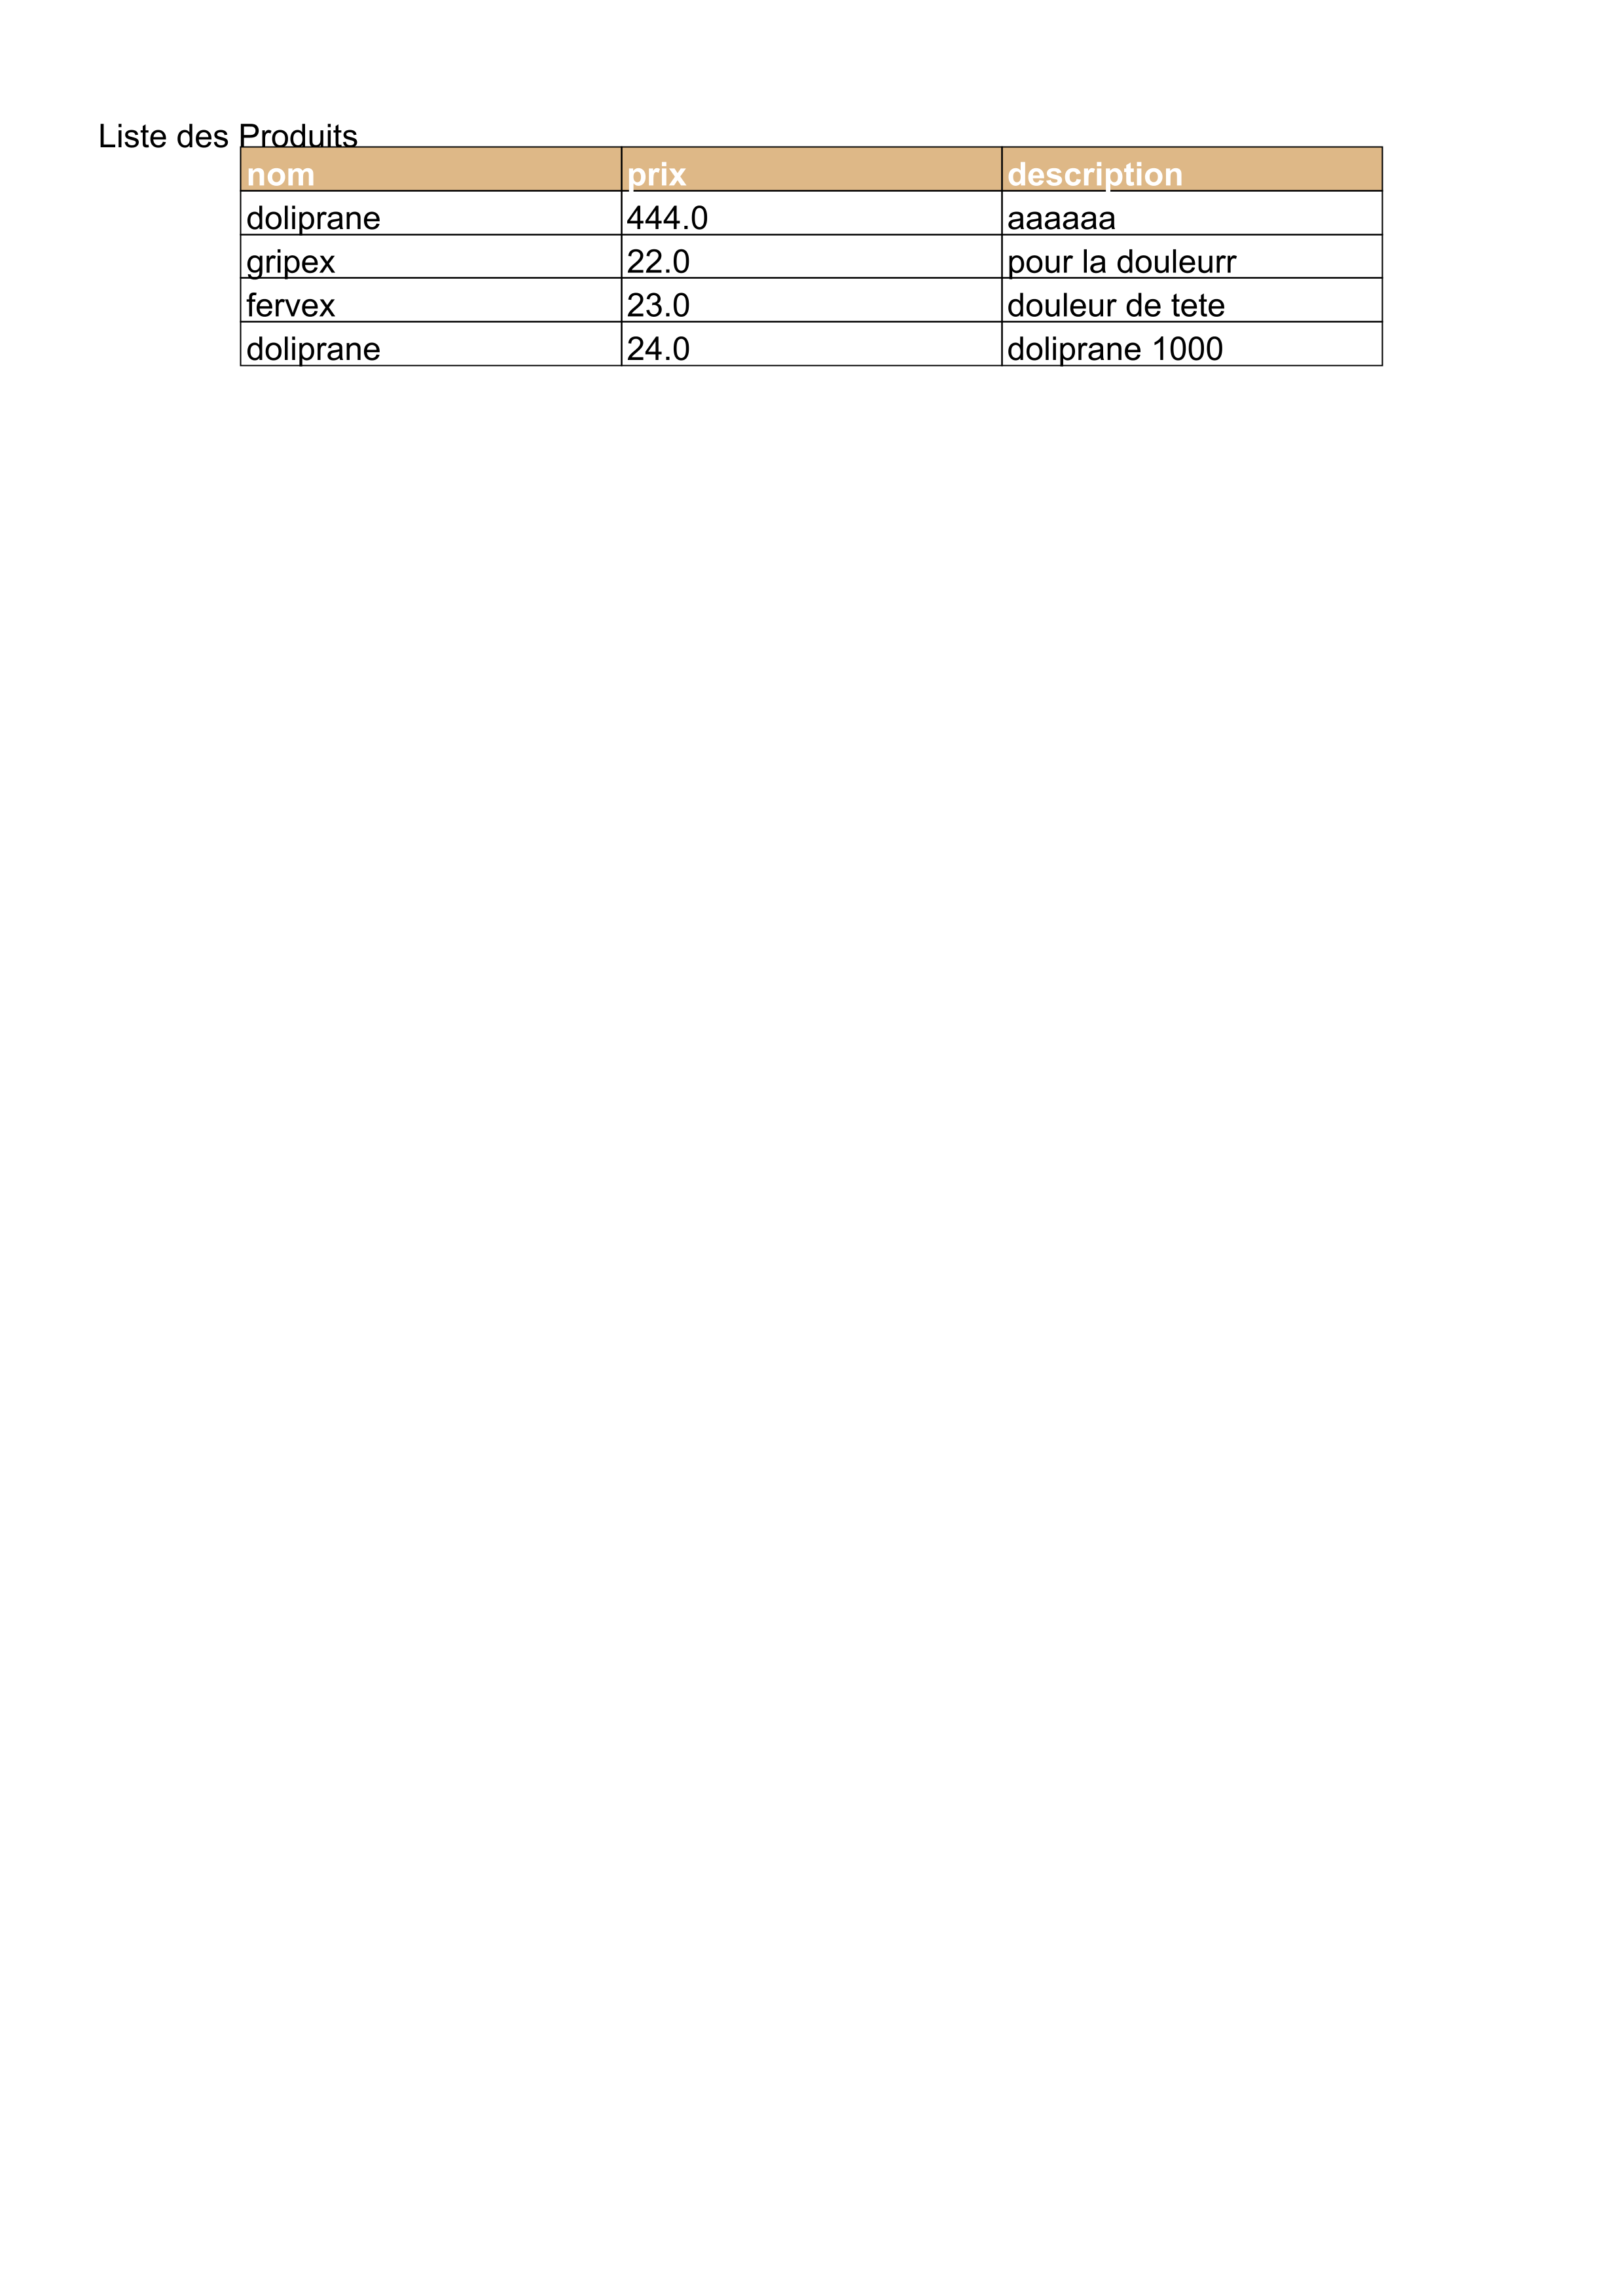 Liste des Produits
nom prix description
doliprane 444.0 aaaaaa
gripex 22.0 pour la douleurr
fervex 23.0 douleur de tete
doliprane 24.0 doliprane 1000